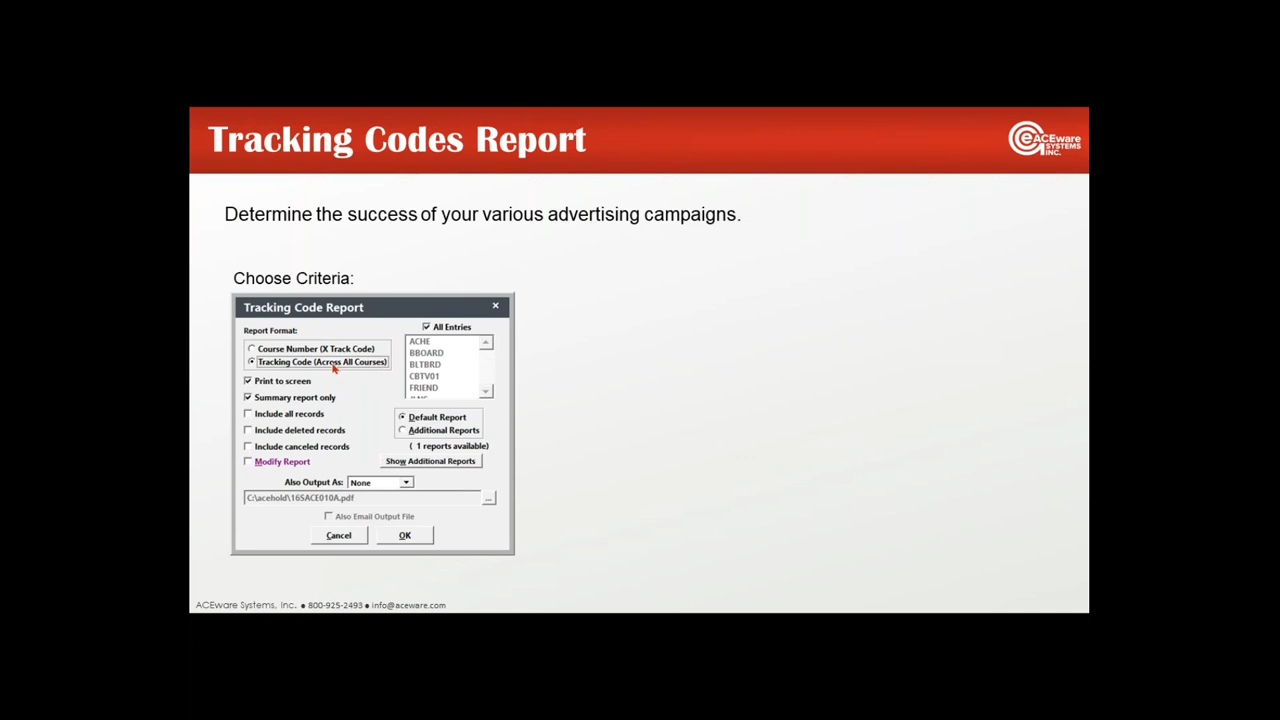 Tracking Codes Report
eACEware
SYSTEMS
INC.
Determine the success of your various advertising campaigns.
Choose Criteria:
Tracking Code Report
Report Format:
Course Number (X Track Code)
Tracking Code (Across All Courses)
Print to screen
Summary report only
Include all records
Include deleted records
Include canceled records
Modify Report
All Entries
ACHE
BBOARD
BLTBRD
CBTV01
FRIEND
Default Report
Additional Reports
( 1 reports available)
Show Additional Reports
Also Output As: None
C:\acehold\16SACE010A.pdf
...
Also Email Output File
Cancel OK
ACEware Systems, Inc. ● 800-925-2493 ● info@aceware.com